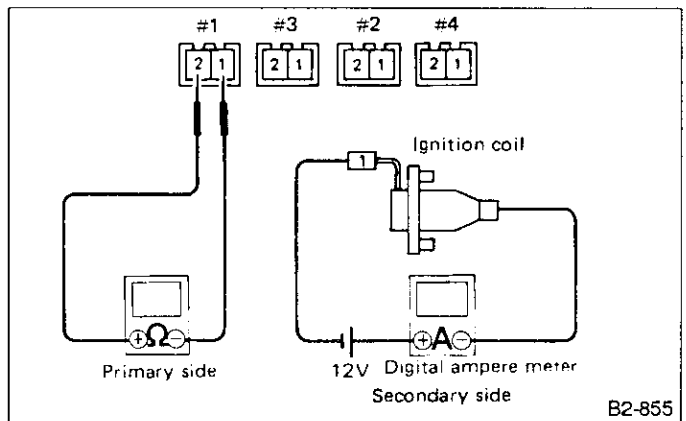 #1 #3 #2 #4
2 1 2 1 2 1 2 1
Ignition coil
1
+ Ω − + A −
Primary side 12V Digital ampere meter
Secondary side
B2-855